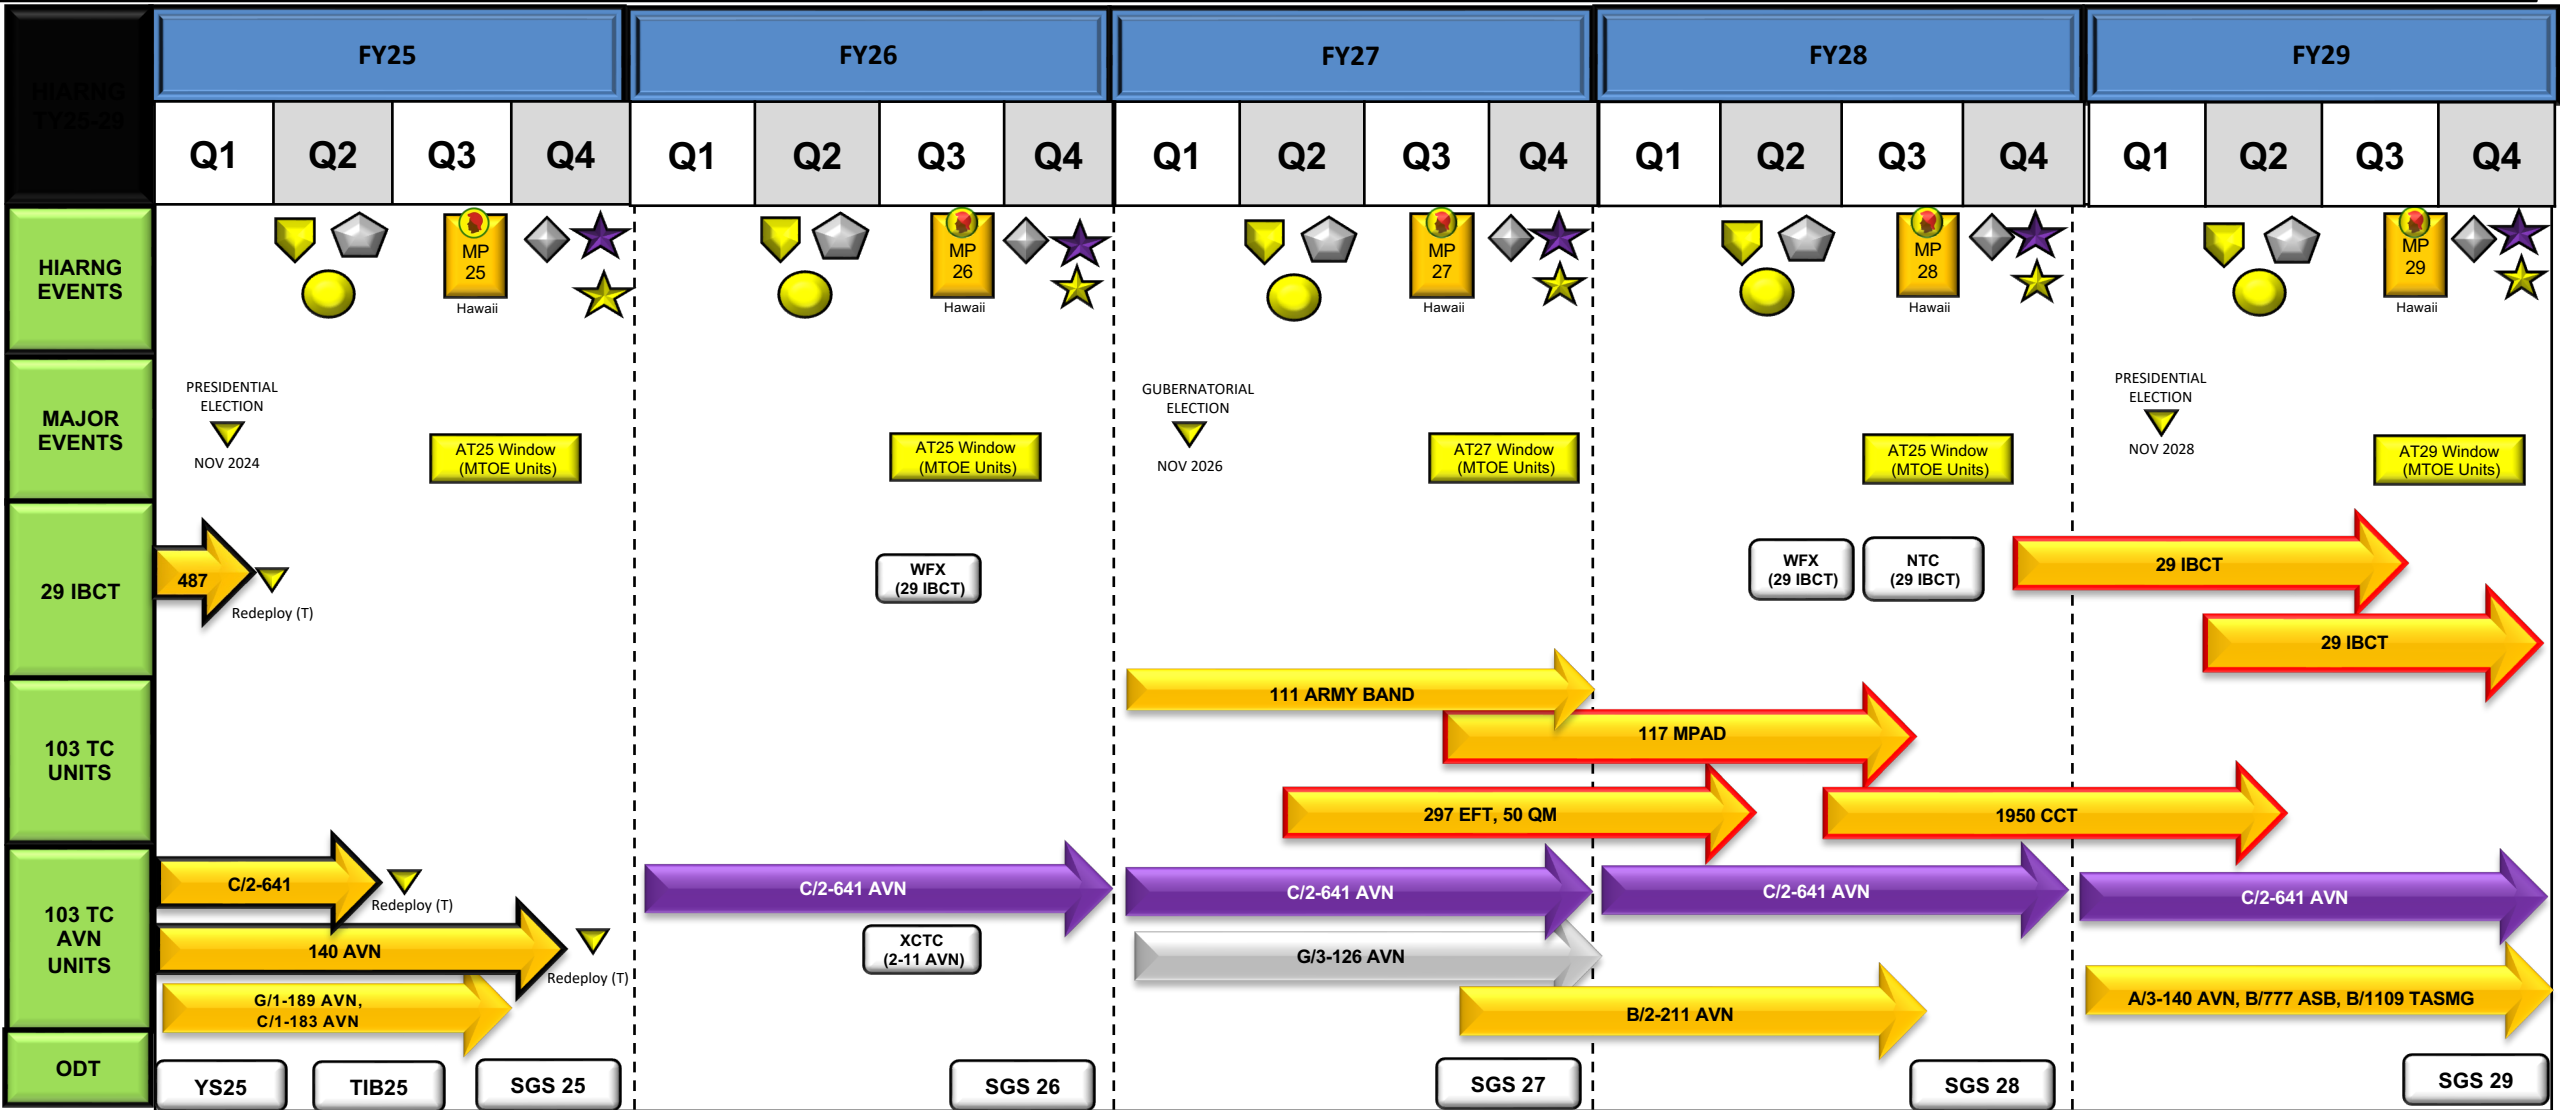 HIARNG
TY25-29
FY25
FY26
FY27
FY28
FY29
Q1
Q2
Q3
Q4
Q1
Q2
Q3
Q4
Q1
Q2
Q3
Q4
Q1
Q2
Q3
Q4
Q1
Q2
Q3
Q4
HIARNG
EVENTS
MP
25
Hawaii
MP
26
Hawaii
MP
27
Hawaii
MP
28
Hawaii
MP
29
Hawaii
MAJOR
EVENTS
PRESIDENTIAL
ELECTION
NOV 2024
AT25 Window
(MTOE Units)
AT25 Window
(MTOE Units)
GUBERNATORIAL
ELECTION
NOV 2026
AT27 Window
(MTOE Units)
AT25 Window
(MTOE Units)
PRESIDENTIAL
ELECTION
NOV 2028
AT29 Window
(MTOE Units)
29 IBCT
487
Redeploy (T)
WFX
(29 IBCT)
WFX
(29 IBCT)
NTC
(29 IBCT)
29 IBCT
29 IBCT
103 TC
UNITS
111 ARMY BAND
117 MPAD
297 EFT, 50 QM
1950 CCT
103 TC
AVN
UNITS
C/2-641
Redeploy (T)
140 AVN
Redeploy (T)
G/1-189 AVN,
C/1-183 AVN
C/2-641 AVN
XCTC
(2-11 AVN)
C/2-641 AVN
G/3-126 AVN
B/2-211 AVN
C/2-641 AVN
C/2-641 AVN
A/3-140 AVN, B/777 ASB, B/1109 TASMG
ODT
YS25
TIB25
SGS 25
SGS 26
SGS 27
SGS 28
SGS 29